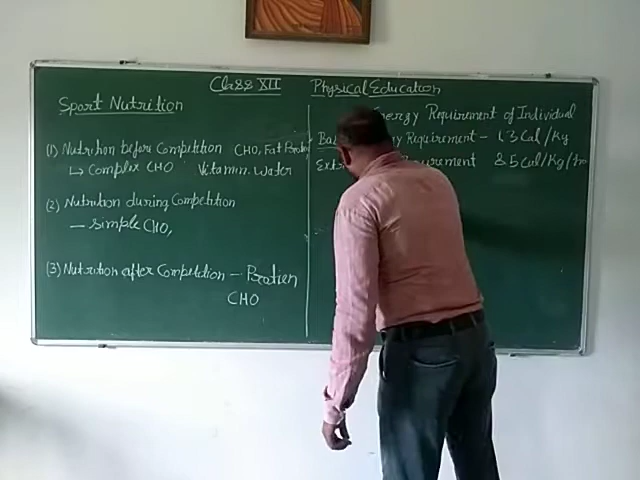 Class XII Physical Education
Sport Nutrition
(1) Nutrition before Competition CHO, Fat Protein
↳ Complex CHO Vitamin. Water
(2) Nutrition during Competition
— Simple CHO,
(3) Nutrition after Competition — Protien
CHO
Energy Requirement of Individual
Requirement — 1.3 Cal/Kg
8.5 Cal/Kg/hr